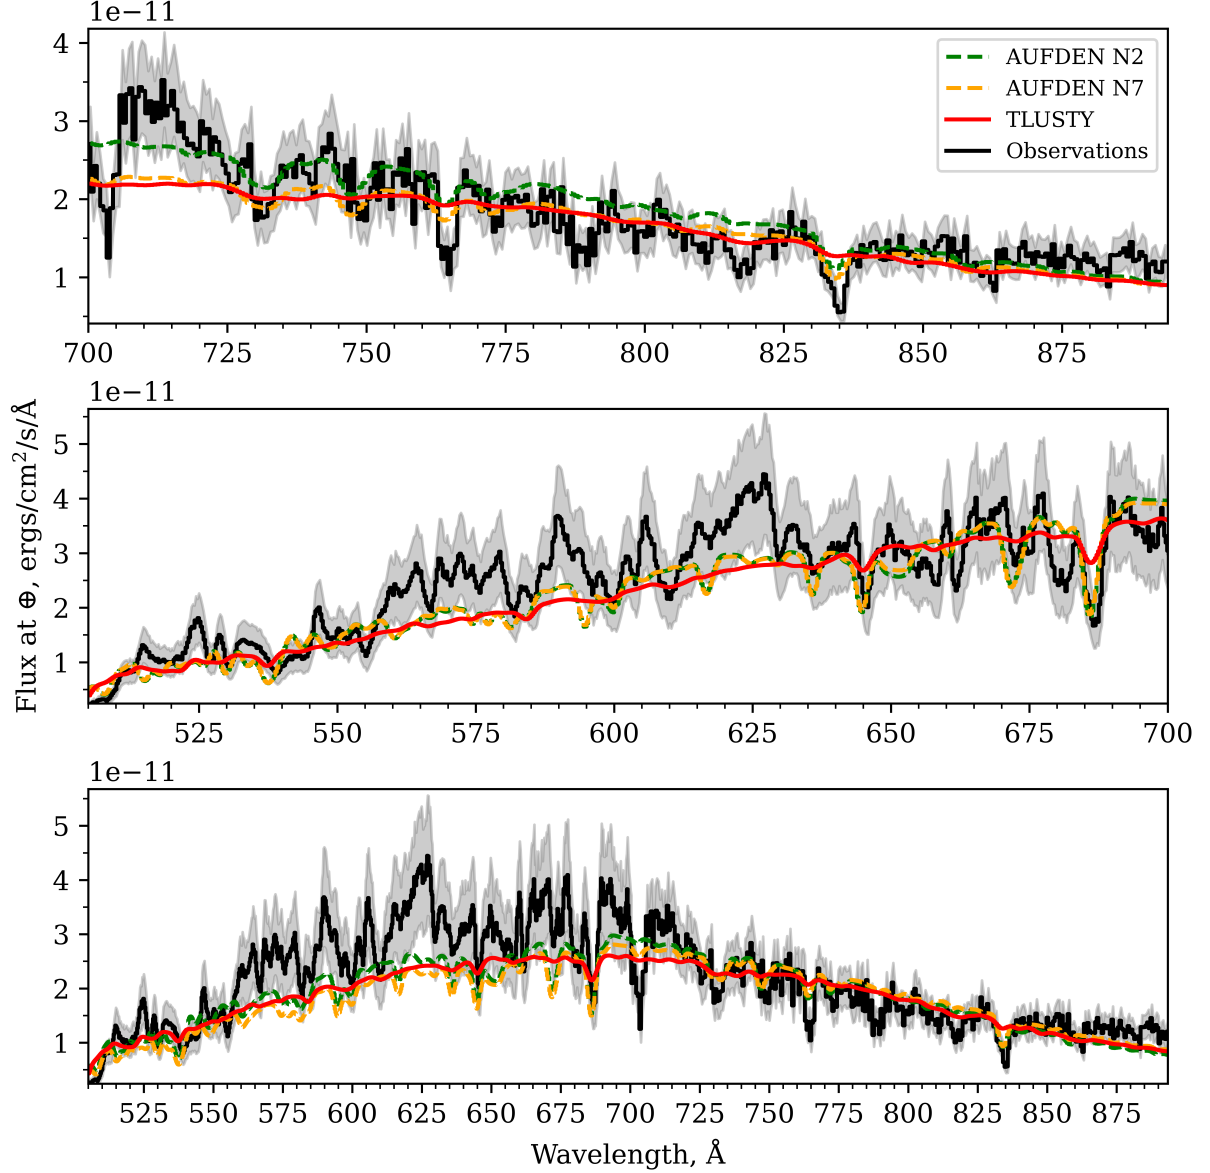 1e−11
4
3
2
1
AUFDEN N2
AUFDEN N7
TLUSTY
Observations
700 725 750 775 800 825 850 875
1e−11
5
4
3
2
1
525 550 575 600 625 650 675 700
Flux at ⊕, ergs/cm²/s/Å
1e−11
5
4
3
2
1
525 550 575 600 625 650 675 700 725 750 775 800 825 850 875
Wavelength, Å